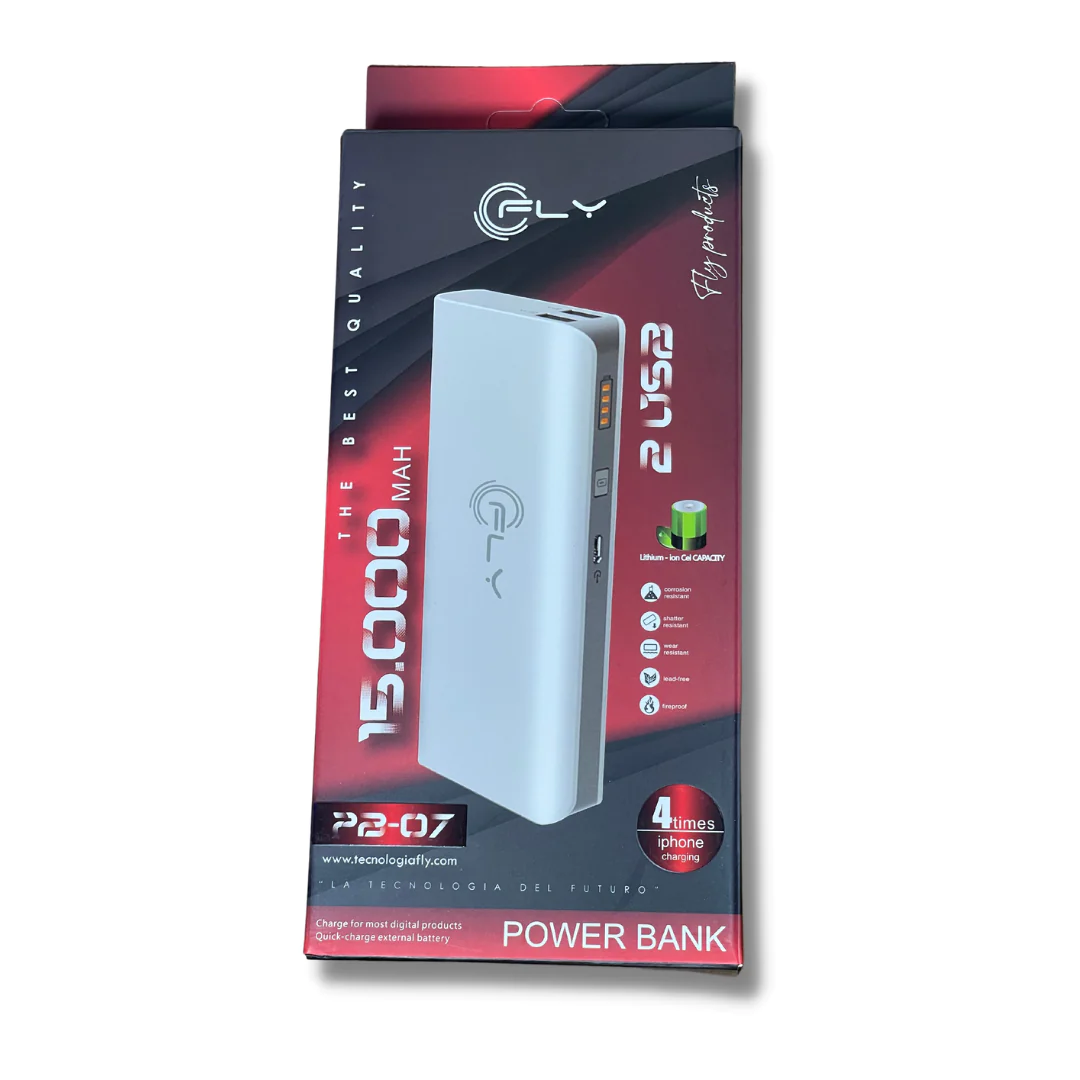 FLY
Fly products
THE BEST QUALITY
2 USB
15.000 MAH
FLY
Lithium - Ion Cel CAPACITY
corrosion
resistant
shatter
resistant
wear
resistant
lead-free
fireproof
PB-07
4times
iphone
charging
www.tecnologiafly.com
"LA TECNOLOGIA DEL FUTURO"
Charge for most digital products
Quick-charge external battery
POWER BANK